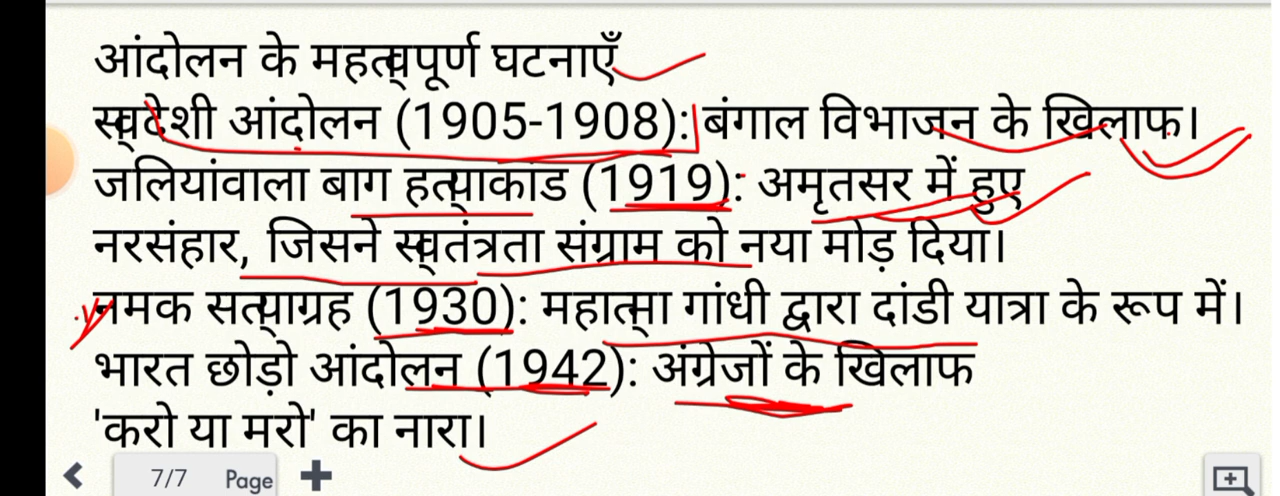 आंदोलन के महत्वपूर्ण घटनाएँ
स्वदेशी आंदोलन (1905-1908): बंगाल विभाजन के खिलाफ।
जलियांवाला बाग हत्याकांड (1919): अमृतसर में हुए
नरसंहार, जिसने स्वतंत्रता संग्राम को नया मोड़ दिया।
नमक सत्याग्रह (1930): महात्मा गांधी द्वारा दांडी यात्रा के रूप में।
भारत छोड़ो आंदोलन (1942): अंग्रेजों के खिलाफ
'करो या मरो' का नारा।
7/7 Page